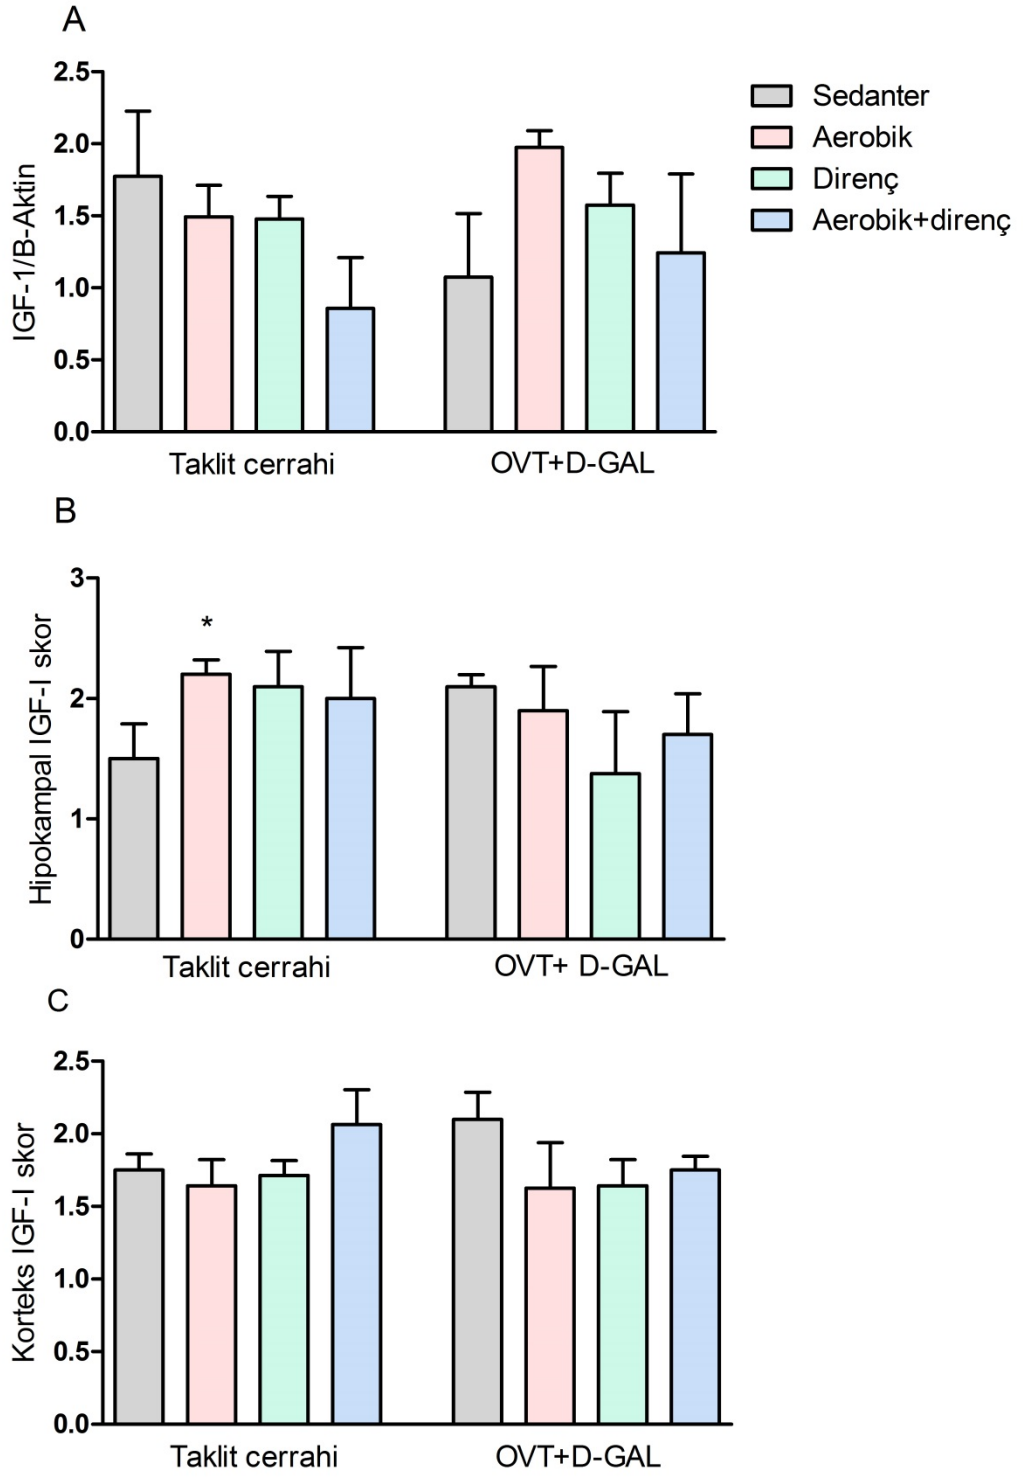 A
2.5
2.0
1.5
1.0
0.5
0.0
IGF-1/B-Aktin
Taklit cerrahi
OVT+D-GAL
Sedanter
Aerobik
Direnç
Aerobik+direnç
B
3
2
1
0
Hipokampal IGF-I skor
*
Taklit cerrahi
OVT+ D-GAL
C
2.5
2.0
1.5
1.0
0.5
0.0
Korteks IGF-I skor
Taklit cerrahi
OVT+D-GAL